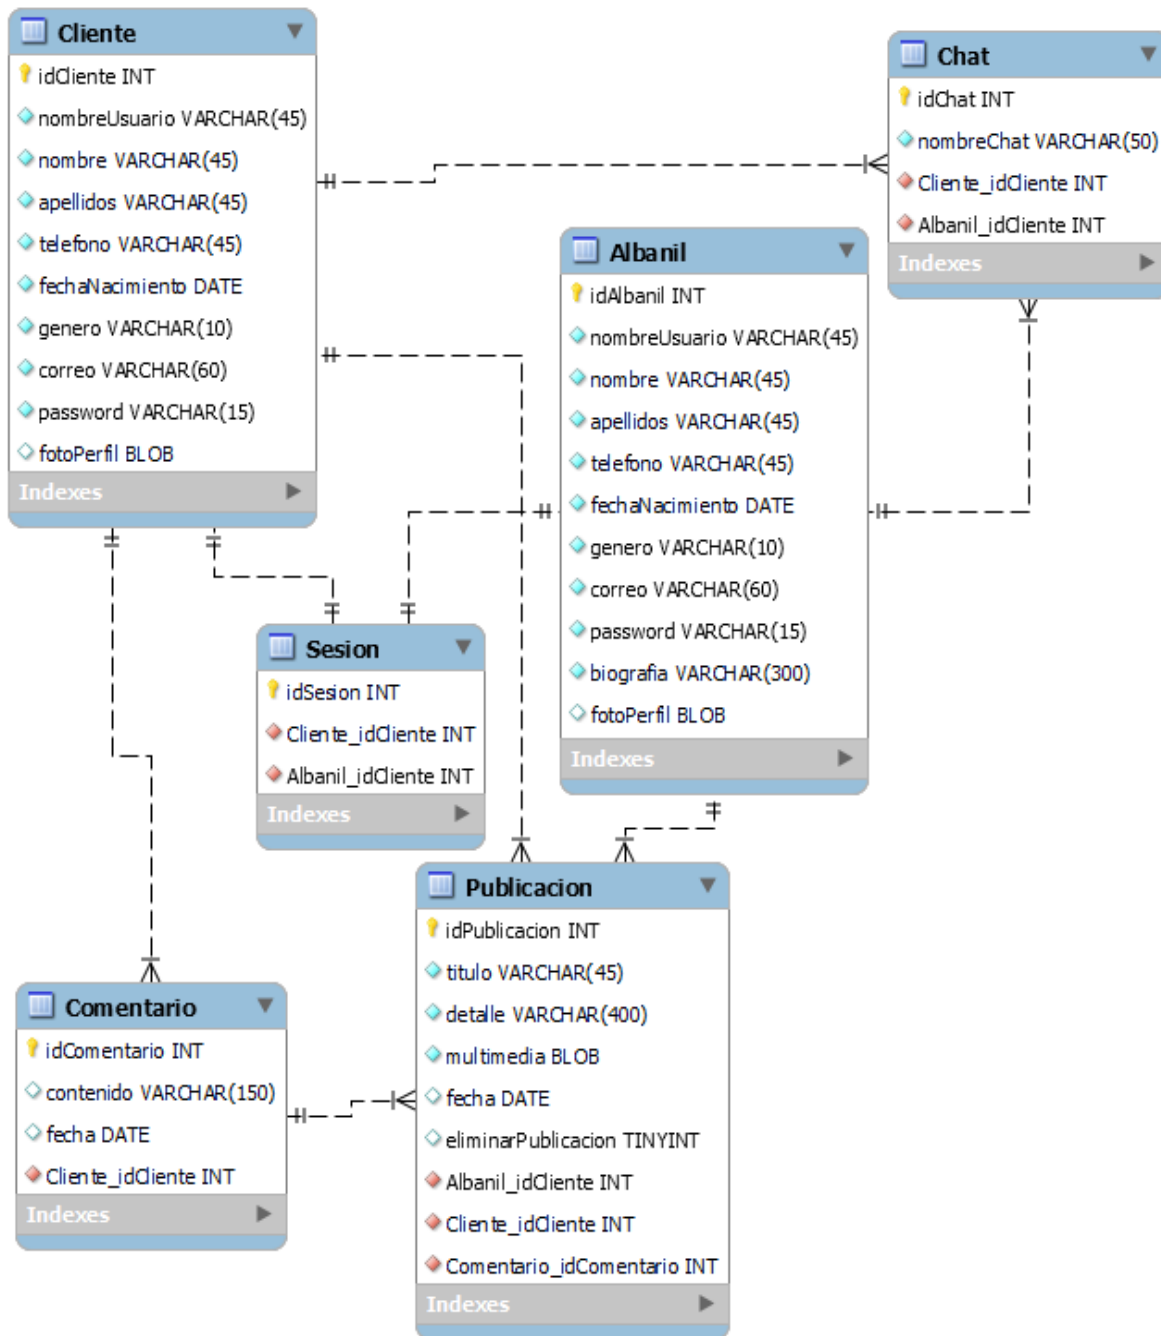 Cliente
idCliente INT
nombreUsuario VARCHAR(45)
nombre VARCHAR(45)
apellidos VARCHAR(45)
telefono VARCHAR(45)
fechaNacimiento DATE
genero VARCHAR(10)
correo VARCHAR(60)
password VARCHAR(15)
fotoPerfil BLOB
Indexes
Chat
idChat INT
nombreChat VARCHAR(50)
Cliente_idCliente INT
Albanil_idCliente INT
Indexes
Albanil
idAlbanil INT
nombreUsuario VARCHAR(45)
nombre VARCHAR(45)
apellidos VARCHAR(45)
telefono VARCHAR(45)
fechaNacimiento DATE
genero VARCHAR(10)
correo VARCHAR(60)
password VARCHAR(15)
biografia VARCHAR(300)
fotoPerfil BLOB
Indexes
Sesion
idSesion INT
Cliente_idCliente INT
Albanil_idCliente INT
Indexes
Publicacion
idPublicacion INT
titulo VARCHAR(45)
detalle VARCHAR(400)
multimedia BLOB
fecha DATE
eliminarPublicacion TINYINT
Albanil_idCliente INT
Cliente_idCliente INT
Comentario_idComentario INT
Indexes
Comentario
idComentario INT
contenido VARCHAR(150)
fecha DATE
Cliente_idCliente INT
Indexes